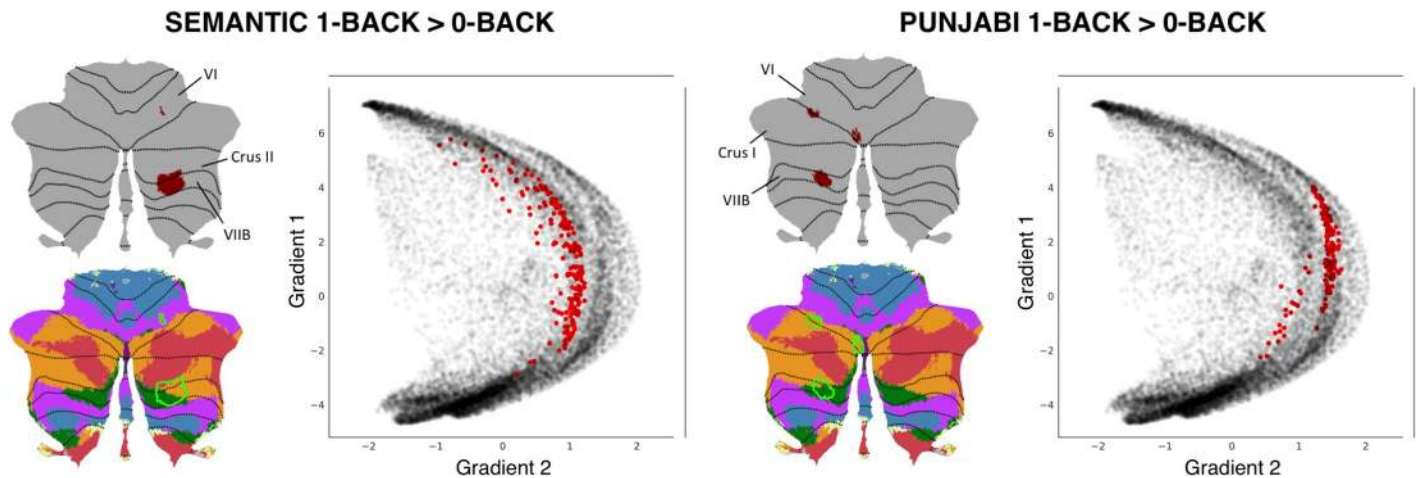 SEMANTIC 1-BACK > 0-BACK
PUNJABI 1-BACK > 0-BACK
VI
Crus II
VIIB
6
4
2
0
−2
−4
−2
−1
0
1
2
Gradient 1
Gradient 2
VI
Crus I
VIIB
6
4
2
0
−2
−4
−2
−1
0
1
2
Gradient 1
Gradient 2